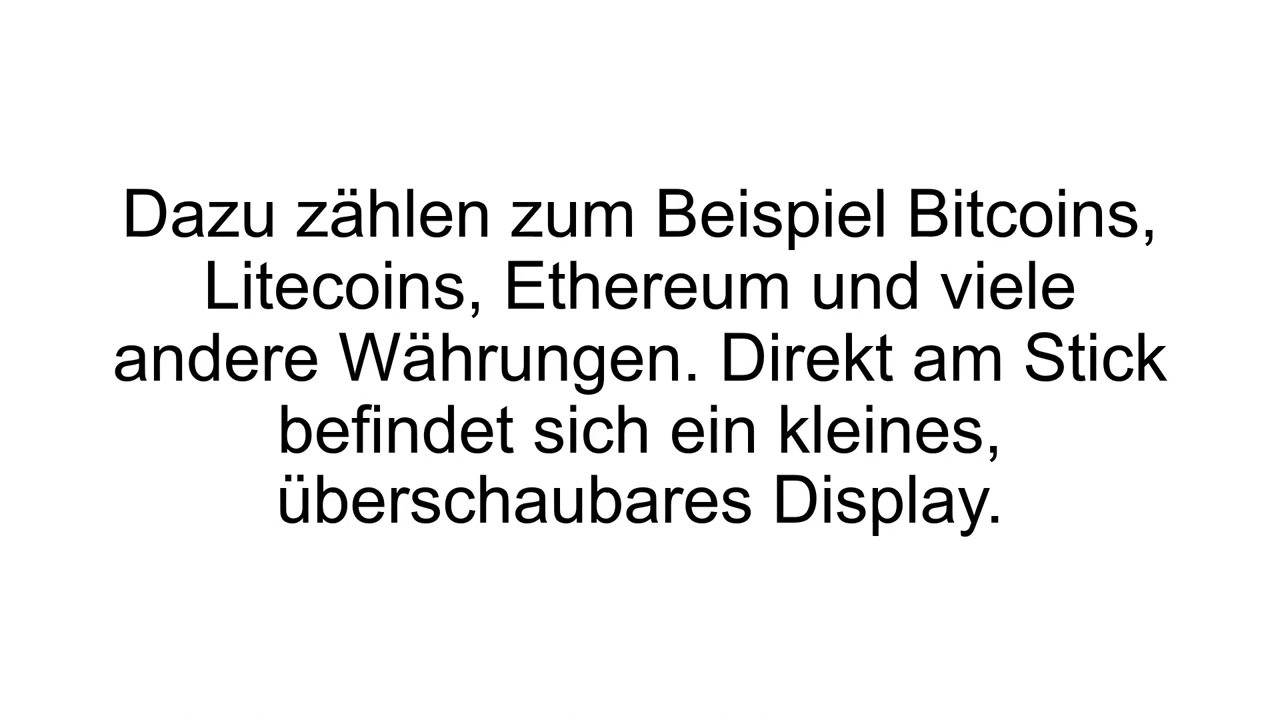 Dazu zählen zum Beispiel Bitcoins,
Litecoins, Ethereum und viele
andere Währungen. Direkt am Stick
befindet sich ein kleines,
überschaubares Display.